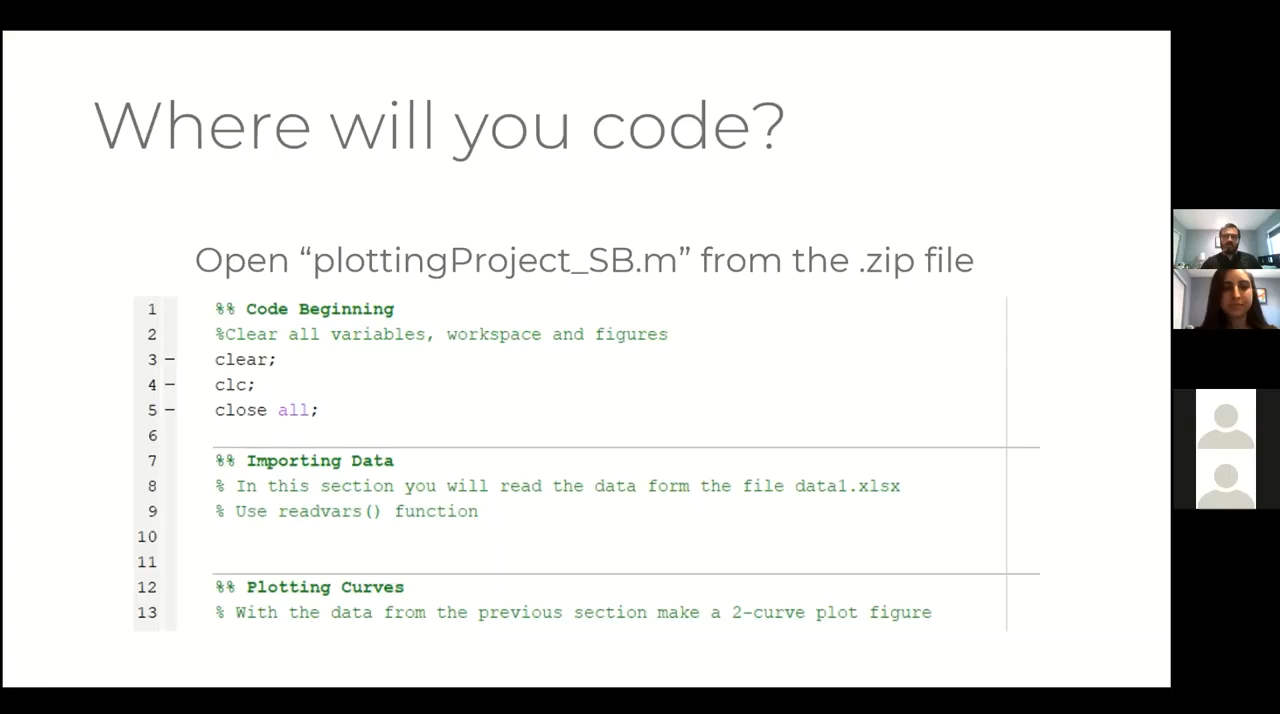 Where will you code?
Open “plottingProject_SB.m” from the .zip file
1 %% Code Beginning
2 %Clear all variables, workspace and figures
3 – clear;
4 – clc;
5 – close all;
6
7 %% Importing Data
8 % In this section you will read the data form the file data1.xlsx
9 % Use readvars() function
10
11
12 %% Plotting Curves
13 % With the data from the previous section make a 2-curve plot figure